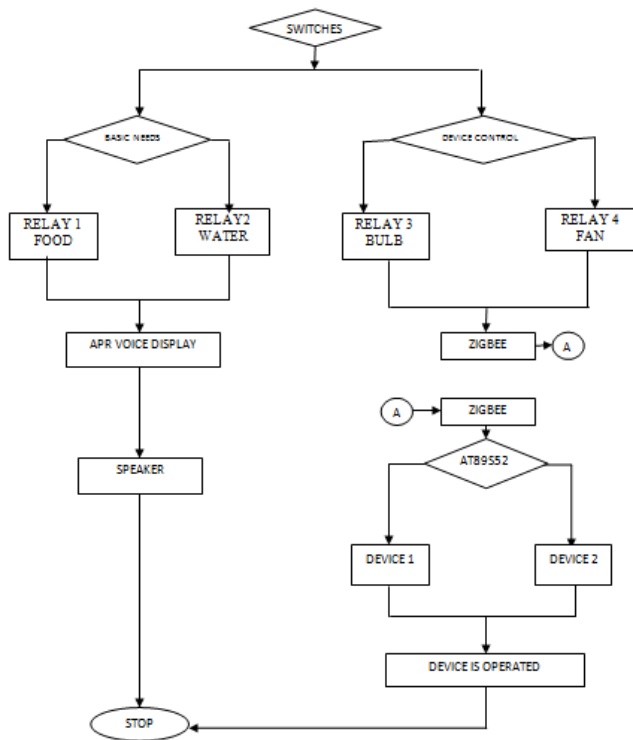 SWITCHES
BASIC NEEDS
DEVICE CONTROL
RELAY 1
FOOD
RELAY2
WATER
RELAY 3
BULB
RELAY 4
FAN
APR VOICE DISPLAY
ZIGBEE
A
A
ZIGBEE
AT89S52
SPEAKER
DEVICE 1
DEVICE 2
DEVICE IS OPERATED
STOP